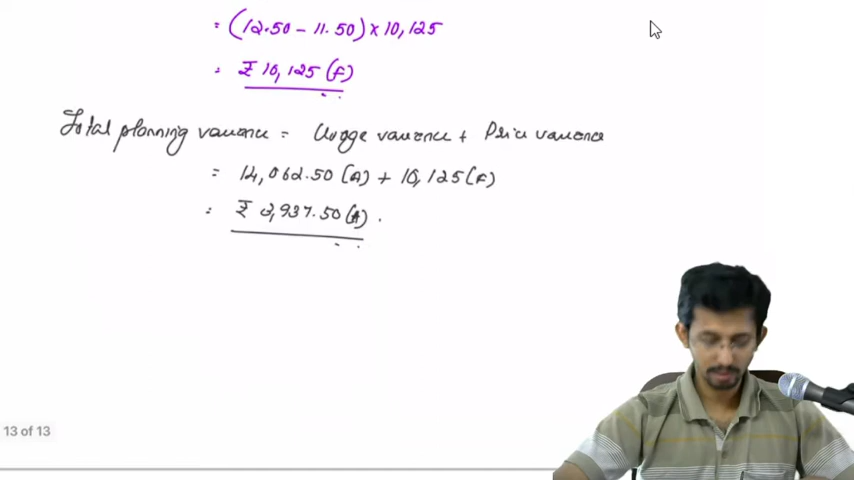 = (12.50 - 11.50) × 10,125
= ₹ 10,125 (F)
Total planning variance = Usage variance + Price variance
= 14,062.50 (A) + 10,125 (F)
= ₹ 3,937.50 (A).
13 of 13